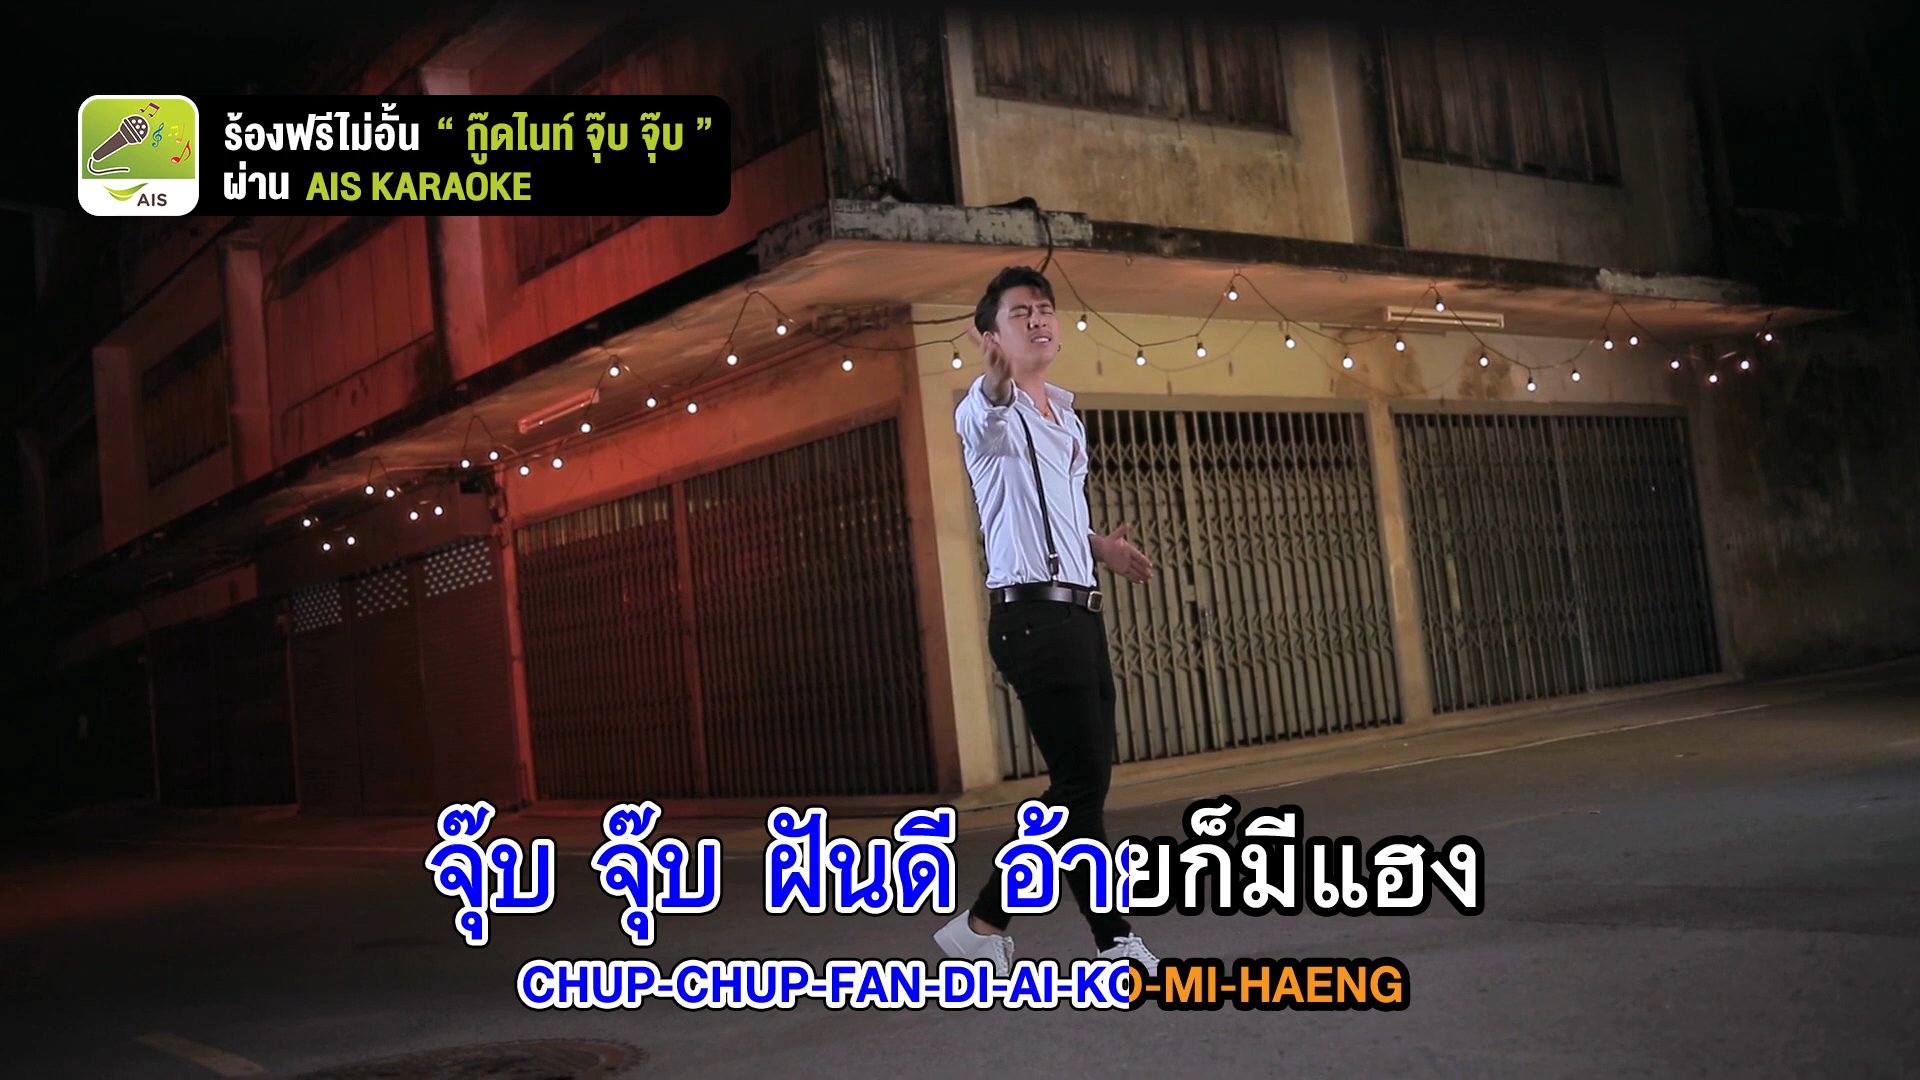 ร้องฟรีไม่อั้น “ กู๊ดไนท์ จุ๊บ จุ๊บ ”
ผ่าน AIS KARAOKE
AIS
จุ๊บ จุ๊บ ฝันดี อ้ายก็มีแฮง
CHUP-CHUP-FAN-DI-AI-KO-MI-HAENG